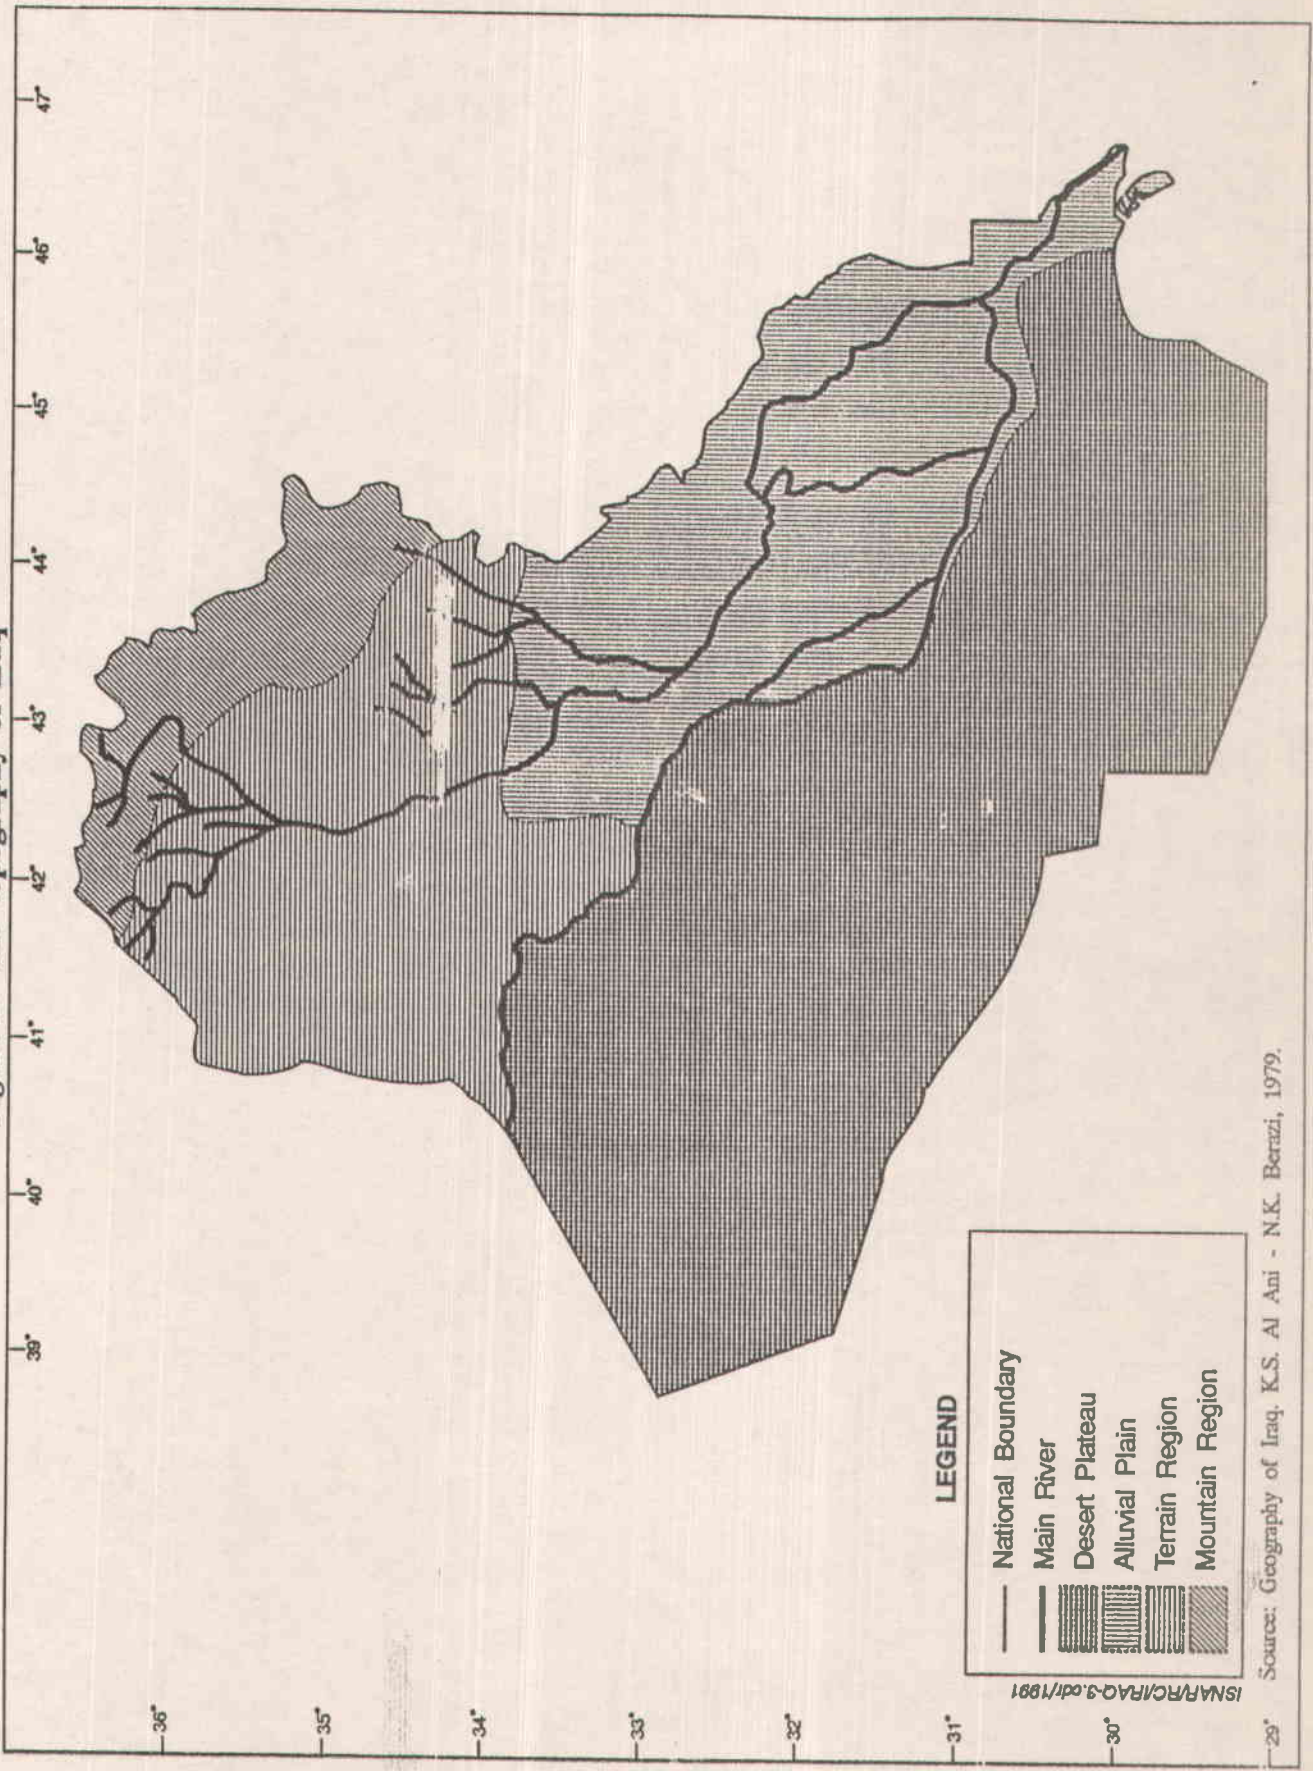 47°
46°
45°
44°
43°
42°
41°
40°
39°
36°
35°
34°
33°
32°
31°
30°
29°
LEGEND
National Boundary
Main River
Desert Plateau
Alluvial Plain
Terrain Region
Mountain Region
ISNAR/RC/IRAQ-3.cdr/1991
Source: Geography of Iraq. K.S. Al Ani - N.K. Berazi, 1979.